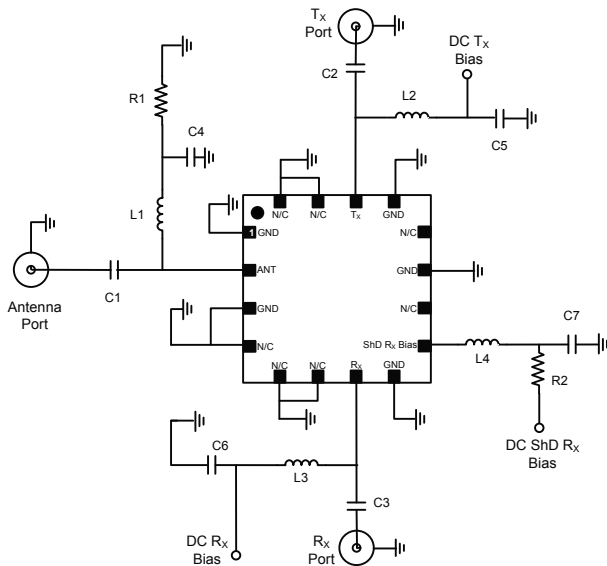 TX
Port
DC TX
Bias
C2
L2
R1
C4
C5
N/C
N/C
TX
GND
L1
1
GND
N/C
ANT
GND
C1
Antenna
Port
GND
N/C
C7
ShD RX Bias
N/C
L4
N/C
N/C
RX
GND
R2
C6
L3
DC ShD RX
Bias
C3
DC RX
Bias
RX
Port